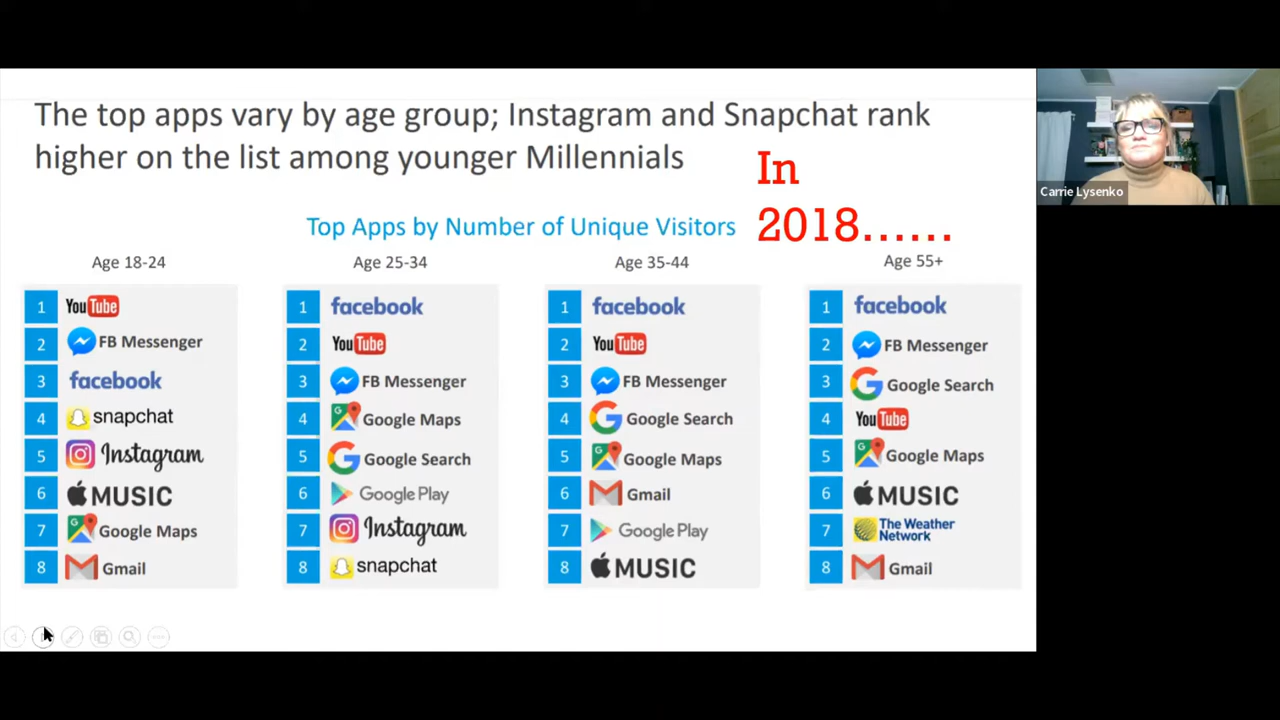 The top apps vary by age group; Instagram and Snapchat rank
higher on the list among younger Millennials
In
2018......
Carrie Lysenko
Top Apps by Number of Unique Visitors
Age 18-24
1 YouTube
2 FB Messenger
3 facebook
4 snapchat
5 Instagram
6 MUSIC
7 Google Maps
8 Gmail
Age 25-34
1 facebook
2 YouTube
3 FB Messenger
4 Google Maps
5 Google Search
6 Google Play
7 Instagram
8 snapchat
Age 35-44
1 facebook
2 YouTube
3 FB Messenger
4 Google Search
5 Google Maps
6 Gmail
7 Google Play
8 MUSIC
Age 55+
1 facebook
2 FB Messenger
3 Google Search
4 YouTube
5 Google Maps
6 MUSIC
7 The Weather
Network
8 Gmail